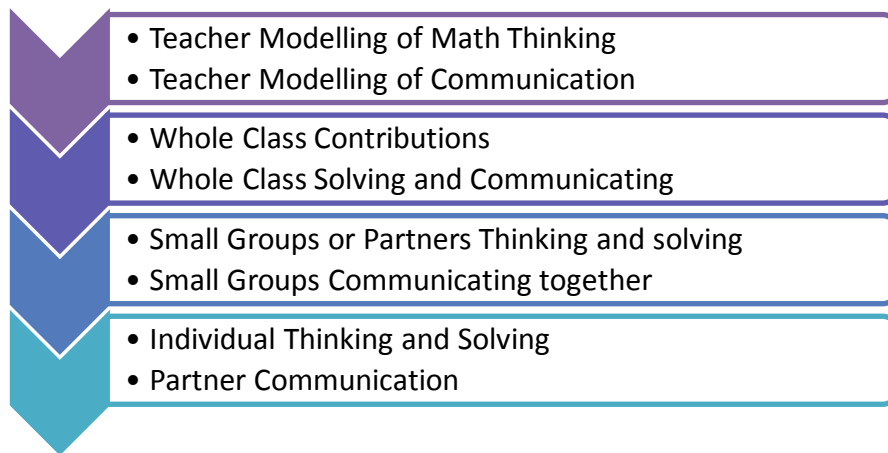 • Teacher Modelling of Math Thinking
• Teacher Modelling of Communication
• Whole Class Contributions
• Whole Class Solving and Communicating
• Small Groups or Partners Thinking and solving
• Small Groups Communicating together
• Individual Thinking and Solving
• Partner Communication